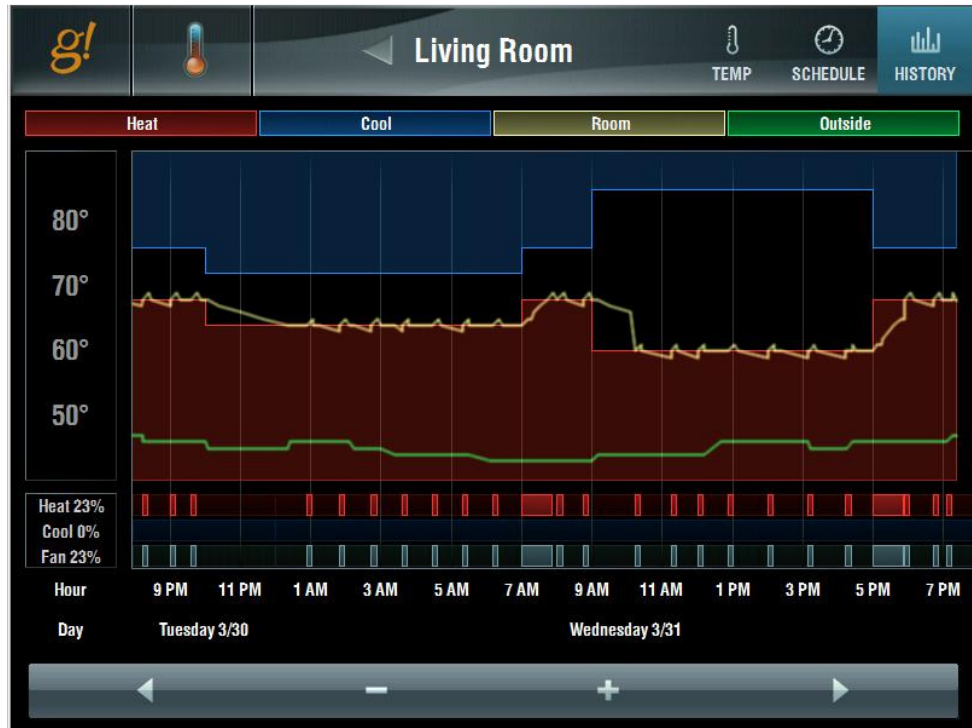 g! Living Room TEMP SCHEDULE HISTORY
Heat Cool Room Outside
80°
70°
60°
50°
Heat 23%
Cool 0%
Fan 23%
Hour 9 PM 11 PM 1 AM 3 AM 5 AM 7 AM 9 AM 11 AM 1 PM 3 PM 5 PM 7 PM
Day Tuesday 3/30 Wednesday 3/31